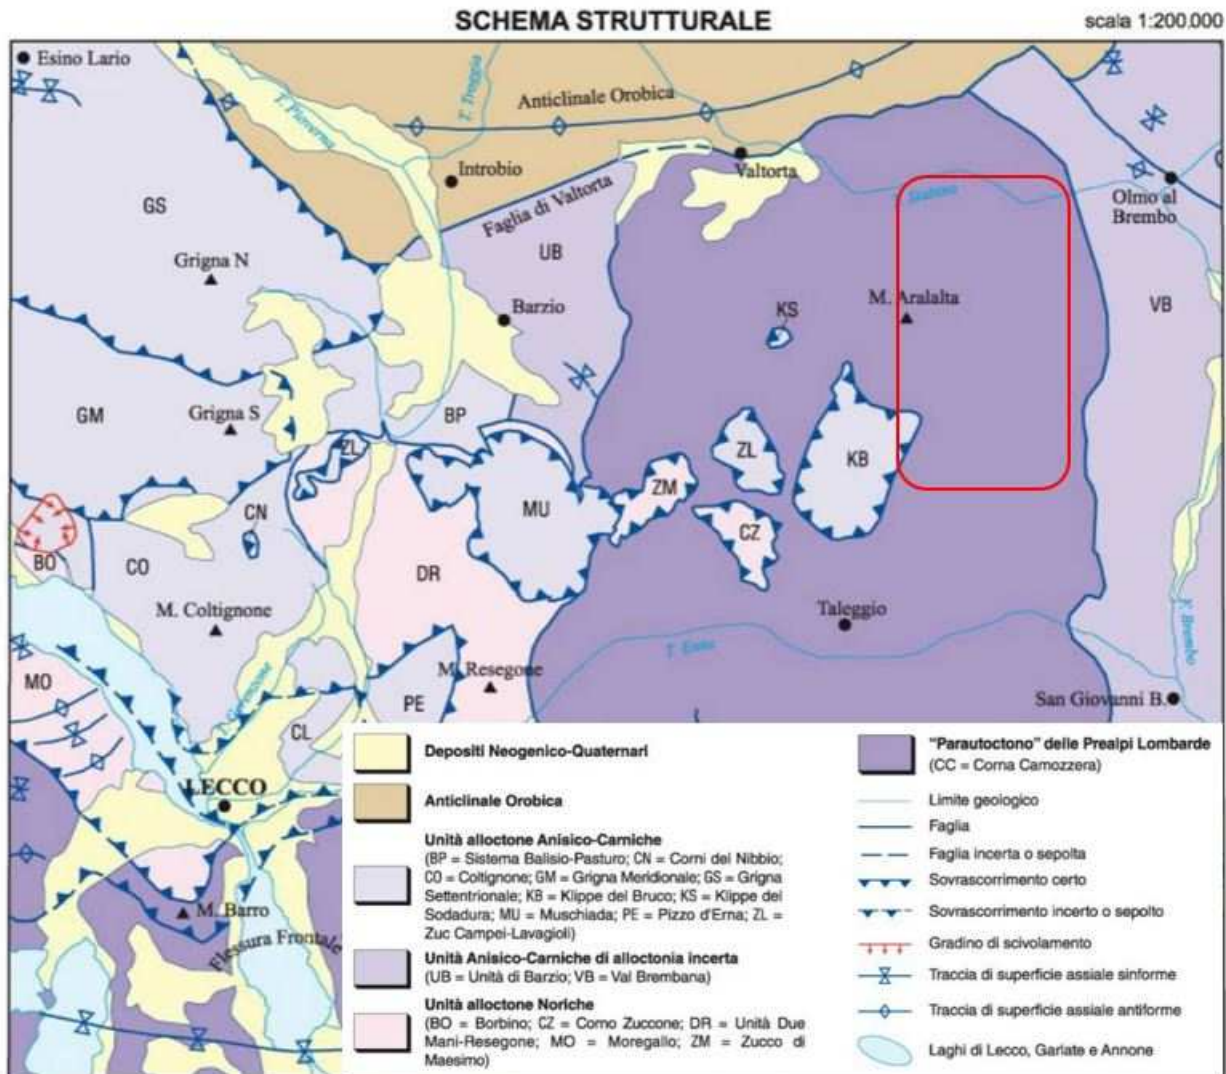 SCHEMA STRUTTURALE
scala 1:200.000
Esino Lario
T. Pioverna
T. Troggia
Anticlinale Orobica
Introbio
Valtorta
Faglia di Valtorta
Olmo al
Brembo
GS
UB
Grigna N
Barzio
KS
M. Aralalta
VB
GM
Grigna S
BP
ZL
ZL
KB
CN
MU
ZM
CZ
BO
CO
DR
M. Coltignone
Taleggio
F. Brembo
MO
M. Resegone
PE
San Giovanni B.
CL
LECCO
M. Barro
Flessura Frontale
Depositi Neogenico-Quaternari
Anticlinale Orobica
Unità alloctone Anisico-Carniche
(BP = Sistema Balisio-Pasturo; CN = Corni del Nibbio;
CO = Coltignone; GM = Grigna Meridionale; GS = Grigna
Settentrionale; KB = Klippe del Bruco; KS = Klippe del
Sodadura; MU = Muschiada; PE = Pizzo d'Erna; ZL =
Zuc Campei-Lavagioli)
Unità Anisico-Carniche di alloctonia incerta
(UB = Unità di Barzio; VB = Val Brembana)
Unità alloctone Noriche
(BO = Borbino; CZ = Corno Zuccone; DR = Unità Due
Mani-Resegone; MO = Moregallo; ZM = Zucco di
Maesimo)
"Parautoctono" delle Prealpi Lombarde
(CC = Corna Camozzera)
Limite geologico
Faglia
Faglia incerta o sepolta
Sovrascorrimento certo
Sovrascorrimento incerto o sepolto
Gradino di scivolamento
Traccia di superficie assiale sinforme
Traccia di superficie assiale antiforme
Laghi di Lecco, Garlate e Annone